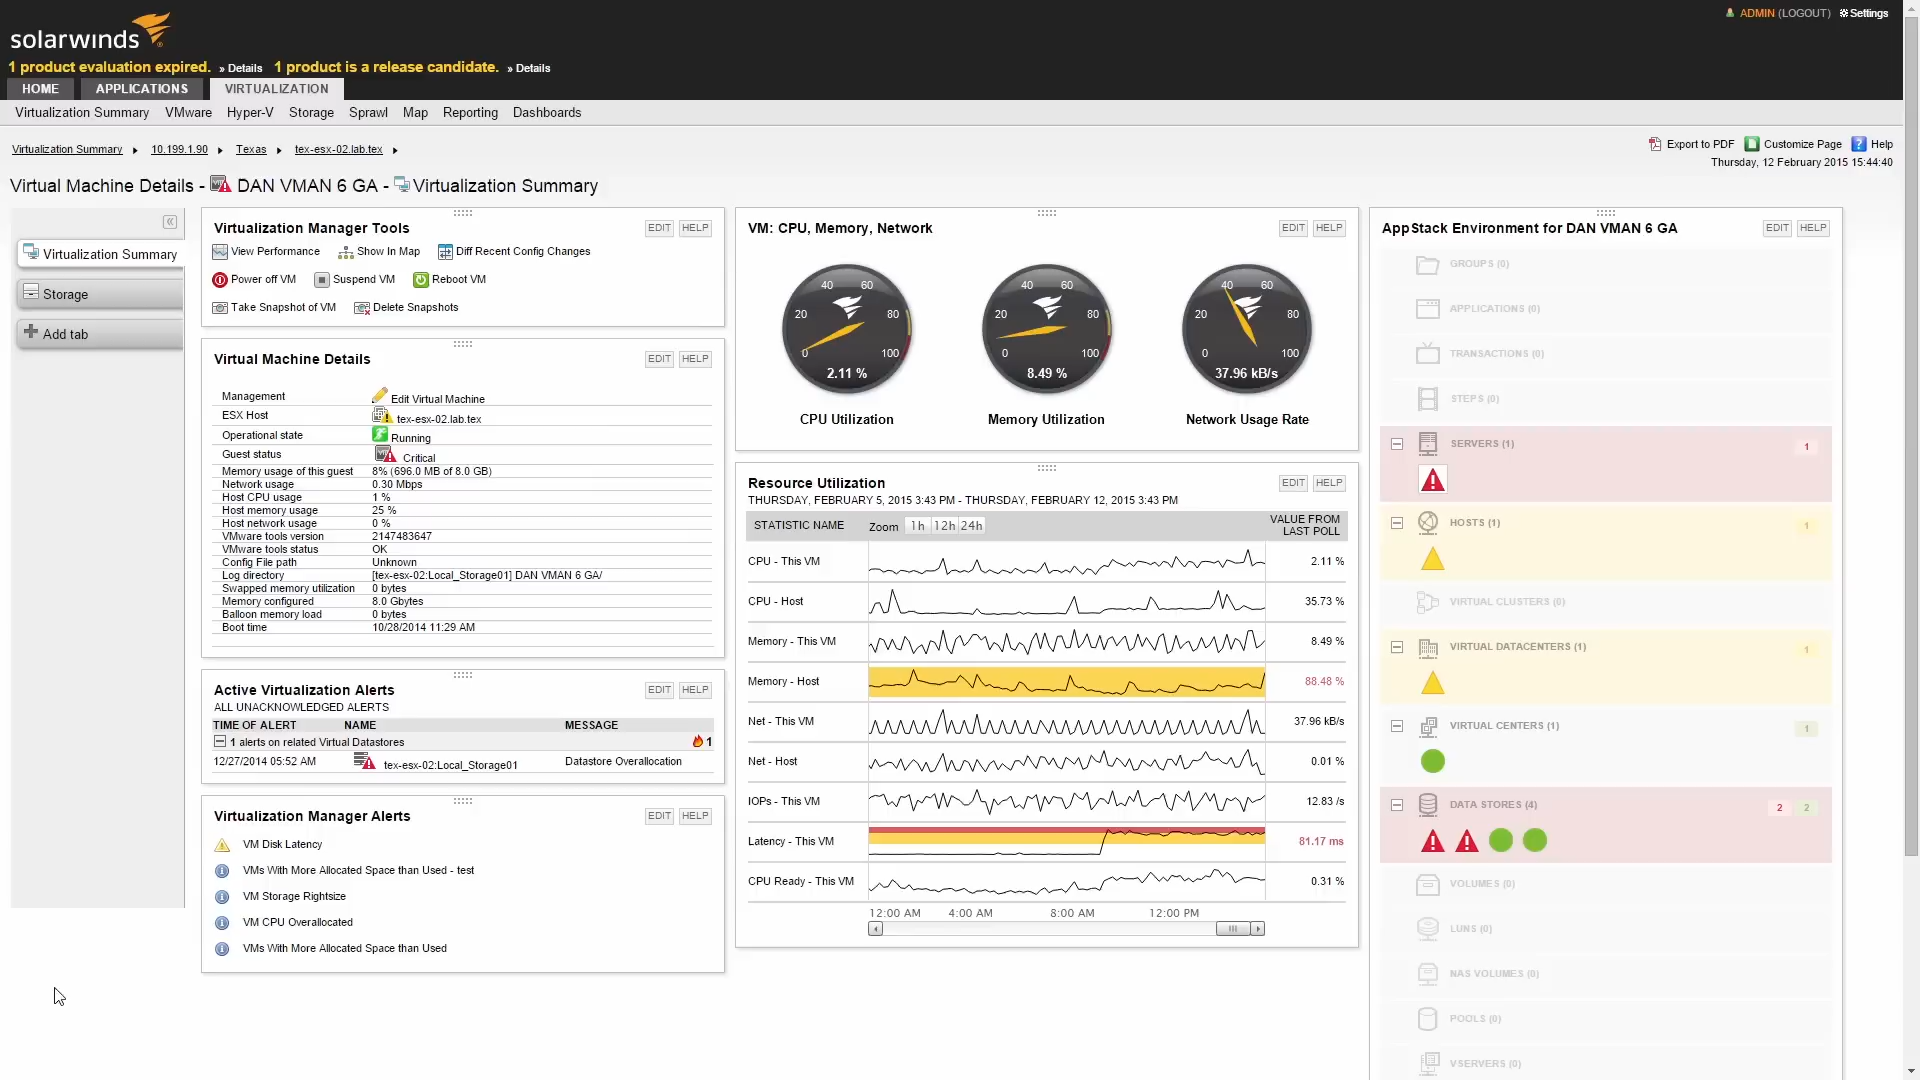 ADMIN (LOGOUT) Settings
solarwinds
1 product evaluation expired. » Details 1 product is a release candidate. » Details
HOME APPLICATIONS VIRTUALIZATION
Virtualization Summary VMware Hyper-V Storage Sprawl Map Reporting Dashboards
Virtualization Summary 10.199.1.90 Texas tex-esx-02.lab.tex
Export to PDF Customize Page Help
Thursday, 12 February 2015 15:44:40
Virtual Machine Details - DAN VMAN 6 GA - Virtualization Summary
Virtualization Summary
Storage
Add tab
Virtualization Manager Tools EDIT HELP
View Performance Show In Map Diff Recent Config Changes
Power off VM Suspend VM Reboot VM
Take Snapshot of VM Delete Snapshots
Virtual Machine Details EDIT HELP
Management Edit Virtual Machine
ESX Host tex-esx-02.lab.tex
Operational state Running
Guest status Critical
Memory usage of this guest 8% (696.0 MB of 8.0 GB)
Network usage 0.30 Mbps
Host CPU usage 1 %
Host memory usage 25 %
Host network usage 0 %
VMware tools version 2147483647
VMware tools status OK
Config File path Unknown
Log directory [tex-esx-02:Local_Storage01] DAN VMAN 6 GA/
Swapped memory utilization 0 bytes
Memory configured 8.0 Gbytes
Balloon memory load 0 bytes
Boot time 10/28/2014 11:29 AM
Active Virtualization Alerts EDIT HELP
ALL UNACKNOWLEDGED ALERTS
TIME OF ALERT NAME MESSAGE
1 alerts on related Virtual Datastores 1
12/27/2014 05:52 AM tex-esx-02:Local_Storage01 Datastore Overallocation
Virtualization Manager Alerts EDIT HELP
VM Disk Latency
VMs With More Allocated Space than Used - test
VM Storage Rightsize
VM CPU Overallocated
VMs With More Allocated Space than Used
VM: CPU, Memory, Network EDIT HELP
40 60 40 60 40 60
20 80 20 80 20 80
0 100 0 100 0 100
2.11 % 8.49 % 37.96 kB/s
CPU Utilization Memory Utilization Network Usage Rate
Resource Utilization EDIT HELP
THURSDAY, FEBRUARY 5, 2015 3:43 PM - THURSDAY, FEBRUARY 12, 2015 3:43 PM
STATISTIC NAME Zoom 1h 12h 24h VALUE FROM
LAST POLL
CPU - This VM 2.11 %
CPU - Host 35.73 %
Memory - This VM 8.49 %
Memory - Host 88.48 %
Net - This VM 37.96 kB/s
Net - Host 0.01 %
IOPs - This VM 12.83 /s
Latency - This VM 81.17 ms
CPU Ready - This VM 0.31 %
12:00 AM 4:00 AM 8:00 AM 12:00 PM
AppStack Environment for DAN VMAN 6 GA EDIT HELP
GROUPS (0)
APPLICATIONS (0)
TRANSACTIONS (0)
STEPS (0)
SERVERS (1) 1
HOSTS (1) 1
VIRTUAL CLUSTERS (0)
VIRTUAL DATACENTERS (1) 1
VIRTUAL CENTERS (1) 1
DATA STORES (4) 2 2
VOLUMES (0)
LUNS (0)
NAS VOLUMES (0)
POOLS (0)
VSERVERS (0)